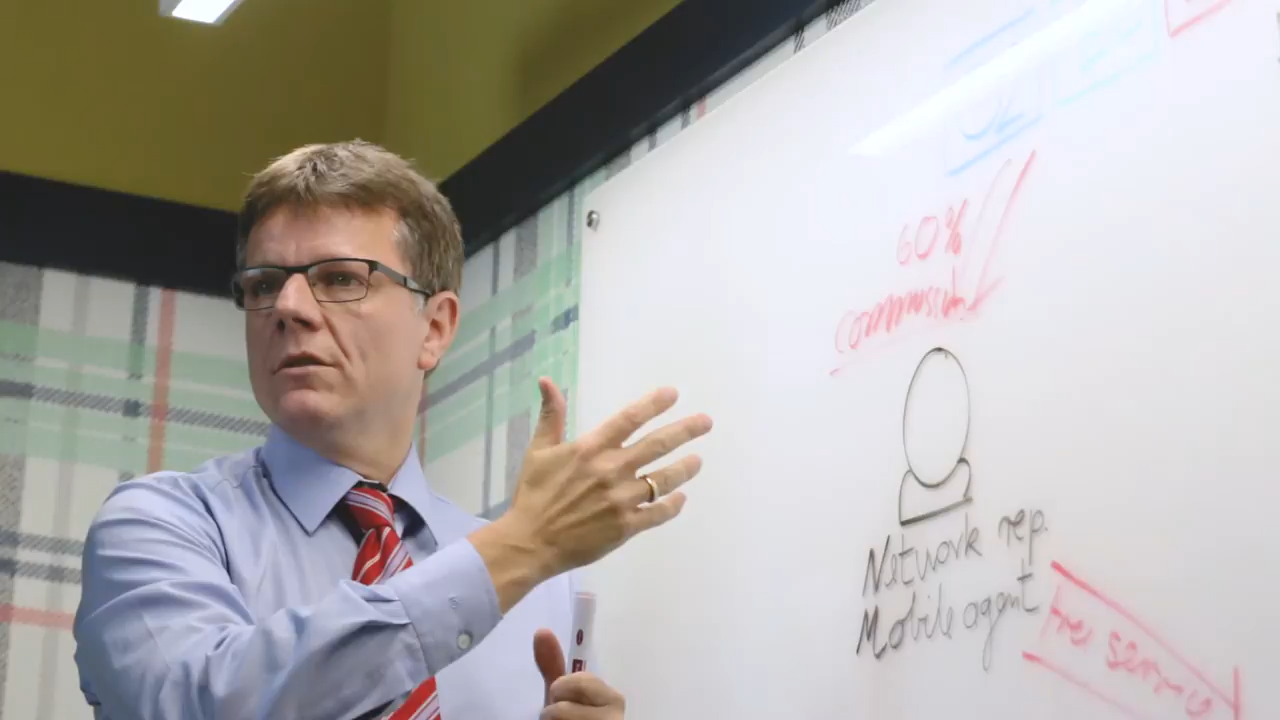 60%
commission
Network rep.
Mobile agent
free service